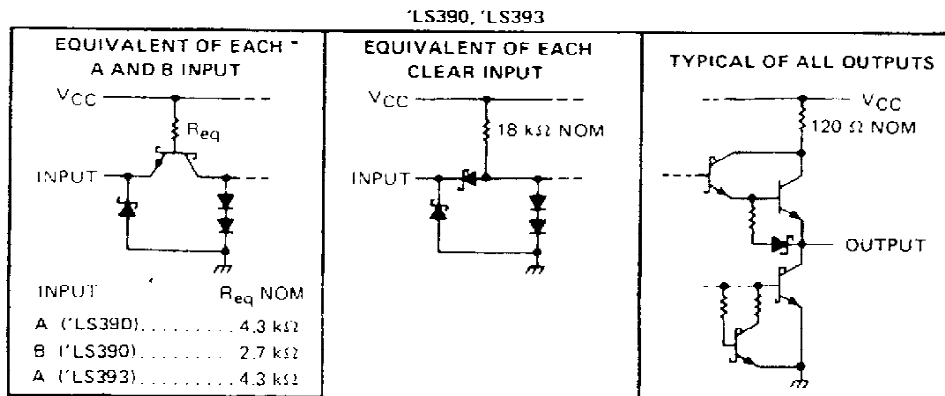 'LS390, 'LS393
EQUIVALENT OF EACH
A AND B INPUT
VCC
Req
INPUT
INPUT Req NOM
A ('LS390)......... 4.3 kΩ
B ('LS390)......... 2.7 kΩ
A ('LS393)......... 4.3 kΩ
EQUIVALENT OF EACH
CLEAR INPUT
VCC
18 kΩ NOM
INPUT
TYPICAL OF ALL OUTPUTS
VCC
120 Ω NOM
OUTPUT